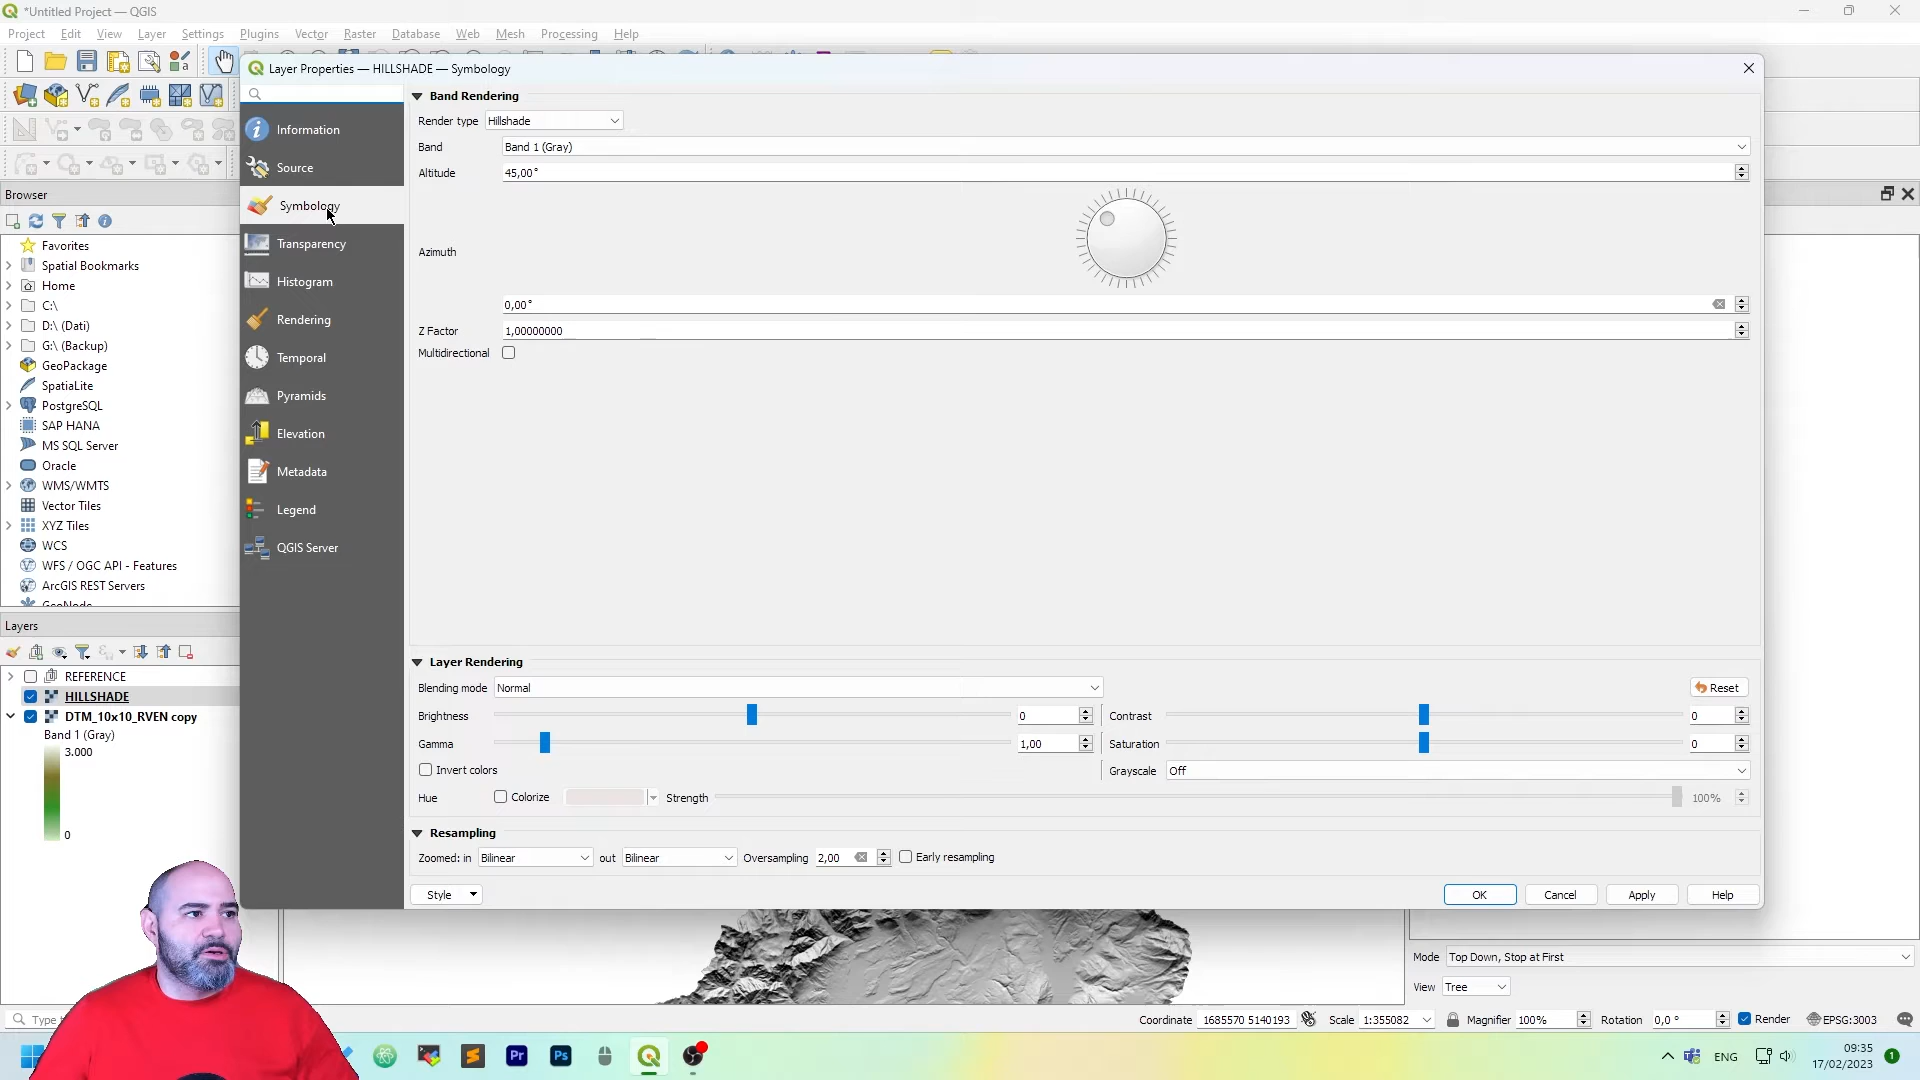 *Untitled Project — QGIS
Project Edit View Layer Settings Plugins Vector Raster Database Web Mesh Processing Help
Layer Properties — HILLSHADE — Symbology
Information
Source
Symbology
Transparency
Histogram
Rendering
Temporal
Pyramids
Elevation
Metadata
Legend
QGIS Server
Band Rendering
Render type Hillshade
Band Band 1 (Gray)
Altitude 45,00°
Azimuth
0,00°
Z Factor 1,00000000
Multidirectional
Layer Rendering
Blending mode Normal Reset
Brightness 0 Contrast 0
Gamma 1,00 Saturation 0
Invert colors Grayscale Off
Hue Colorize Strength 100%
Resampling
Zoomed: in Bilinear out Bilinear Oversampling 2,00 Early resampling
Style OK Cancel Apply Help
Browser
Favorites
Spatial Bookmarks
Home
C:\
D:\ (Dati)
G:\ (Backup)
GeoPackage
SpatiaLite
PostgreSQL
SAP HANA
MS SQL Server
Oracle
WMS/WMTS
Vector Tiles
XYZ Tiles
WCS
WFS / OGC API - Features
ArcGIS REST Servers
GeoNode
Layers
REFERENCE
HILLSHADE
DTM_10x10_RVEN copy
Band 1 (Gray)
3.000
0
Mode Top Down, Stop at First
View Tree
Type
Coordinate 1685570 5140193 Scale 1:355082 Magnifier 100% Rotation 0,0 ° Render EPSG:3003
Pr Ps ENG
09:35
17/02/2023 1